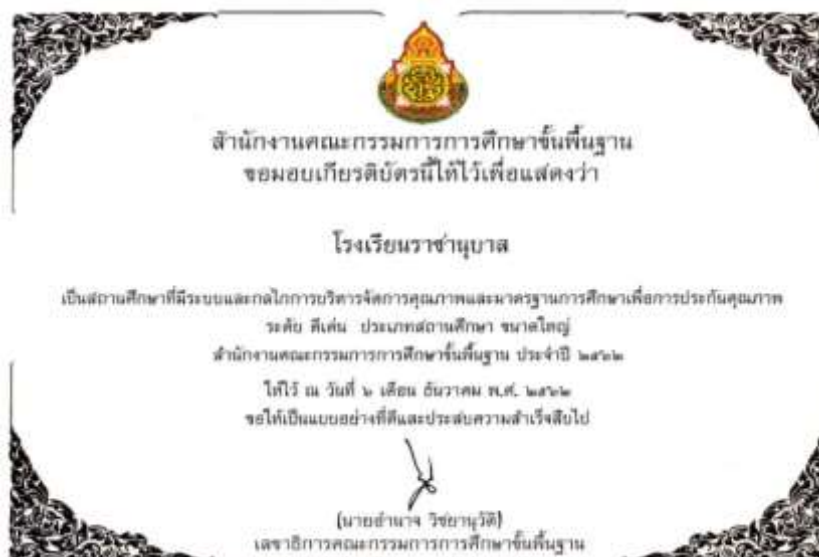 สำนักงานคณะกรรมการการศึกษาขั้นพื้นฐาน
ขอมอบเกียรติบัตรนี้ให้ไว้เพื่อแสดงว่า
โรงเรียนราชานุบาส
เป็นสถานศึกษาที่มีระบบและกลไกการบริหารจัดการคุณภาพและมาตรฐานการศึกษาเพื่อการประกันคุณภาพ
ระดับ ดีเด่น ประเภทสถานศึกษา ขนาดใหญ่
สำนักงานคณะกรรมการการศึกษาขั้นพื้นฐาน ประจำปี ๒๕๖๒
ให้ไว้ ณ วันที่ ๖ เดือน ธันวาคม พ.ศ. ๒๕๖๒
ขอให้เป็นแบบอย่างที่ดีและประสบความสำเร็จสืบไป
(นายอำนาจ วิชยานุวัติ)
เลขาธิการคณะกรรมการการศึกษาขั้นพื้นฐาน